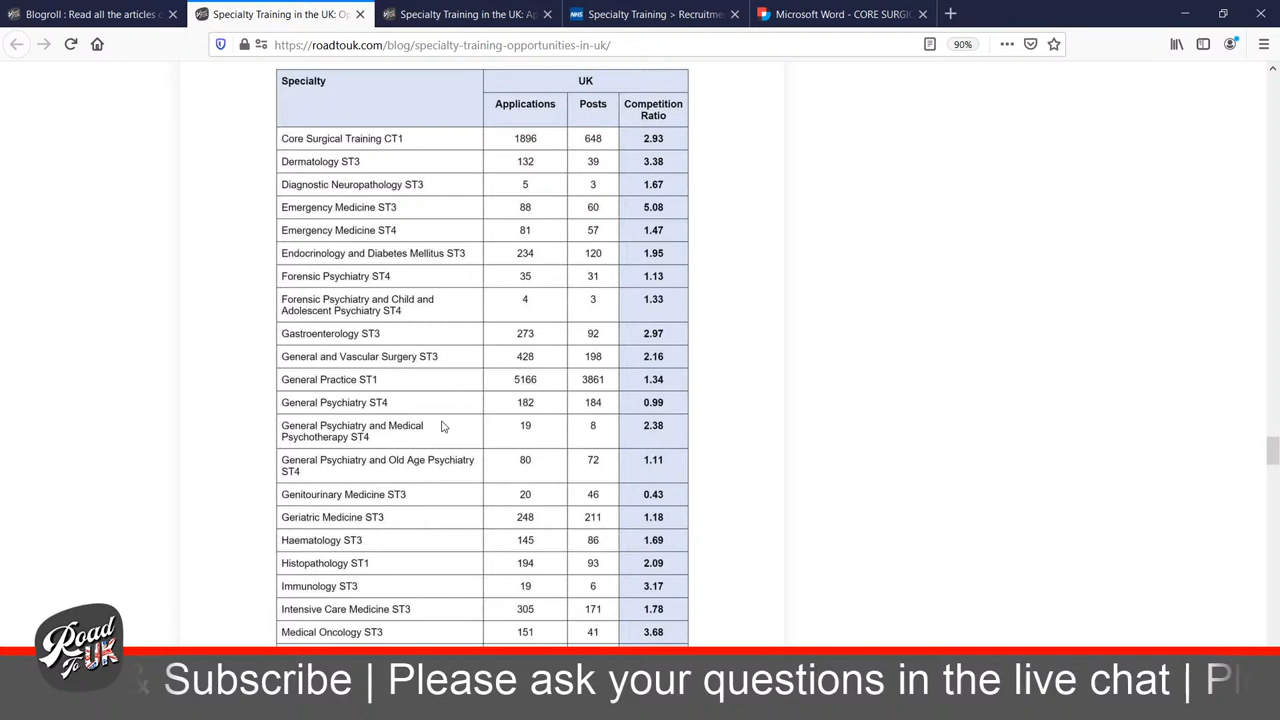 Blogroll : Read all the articles o
Specialty Training in the UK: Op
Specialty Training in the UK: Ap
NHS
Specialty Training > Recruitme
Microsoft Word - CORE SURGIC
https://roadtouk.com/blog/specialty-training-opportunities-in-uk/
90%
Specialty UK
Applications Posts Competition
Ratio
Core Surgical Training CT1 1896 648 2.93
Dermatology ST3 132 39 3.38
Diagnostic Neuropathology ST3 5 3 1.67
Emergency Medicine ST3 88 60 5.08
Emergency Medicine ST4 81 57 1.47
Endocrinology and Diabetes Mellitus ST3 234 120 1.95
Forensic Psychiatry ST4 35 31 1.13
Forensic Psychiatry and Child and 4 3 1.33
Adolescent Psychiatry ST4
Gastroenterology ST3 273 92 2.97
General and Vascular Surgery ST3 428 198 2.16
General Practice ST1 5166 3861 1.34
General Psychiatry ST4 182 184 0.99
General Psychiatry and Medical 19 8 2.38
Psychotherapy ST4
General Psychiatry and Old Age Psychiatry 80 72 1.11
ST4
Genitourinary Medicine ST3 20 46 0.43
Geriatric Medicine ST3 248 211 1.18
Haematology ST3 145 86 1.69
Histopathology ST1 194 93 2.09
Immunology ST3 19 6 3.17
Intensive Care Medicine ST3 305 171 1.78
Medical Oncology ST3 151 41 3.68
Road
To UK
& Subscribe | Please ask your questions in the live chat | Pl